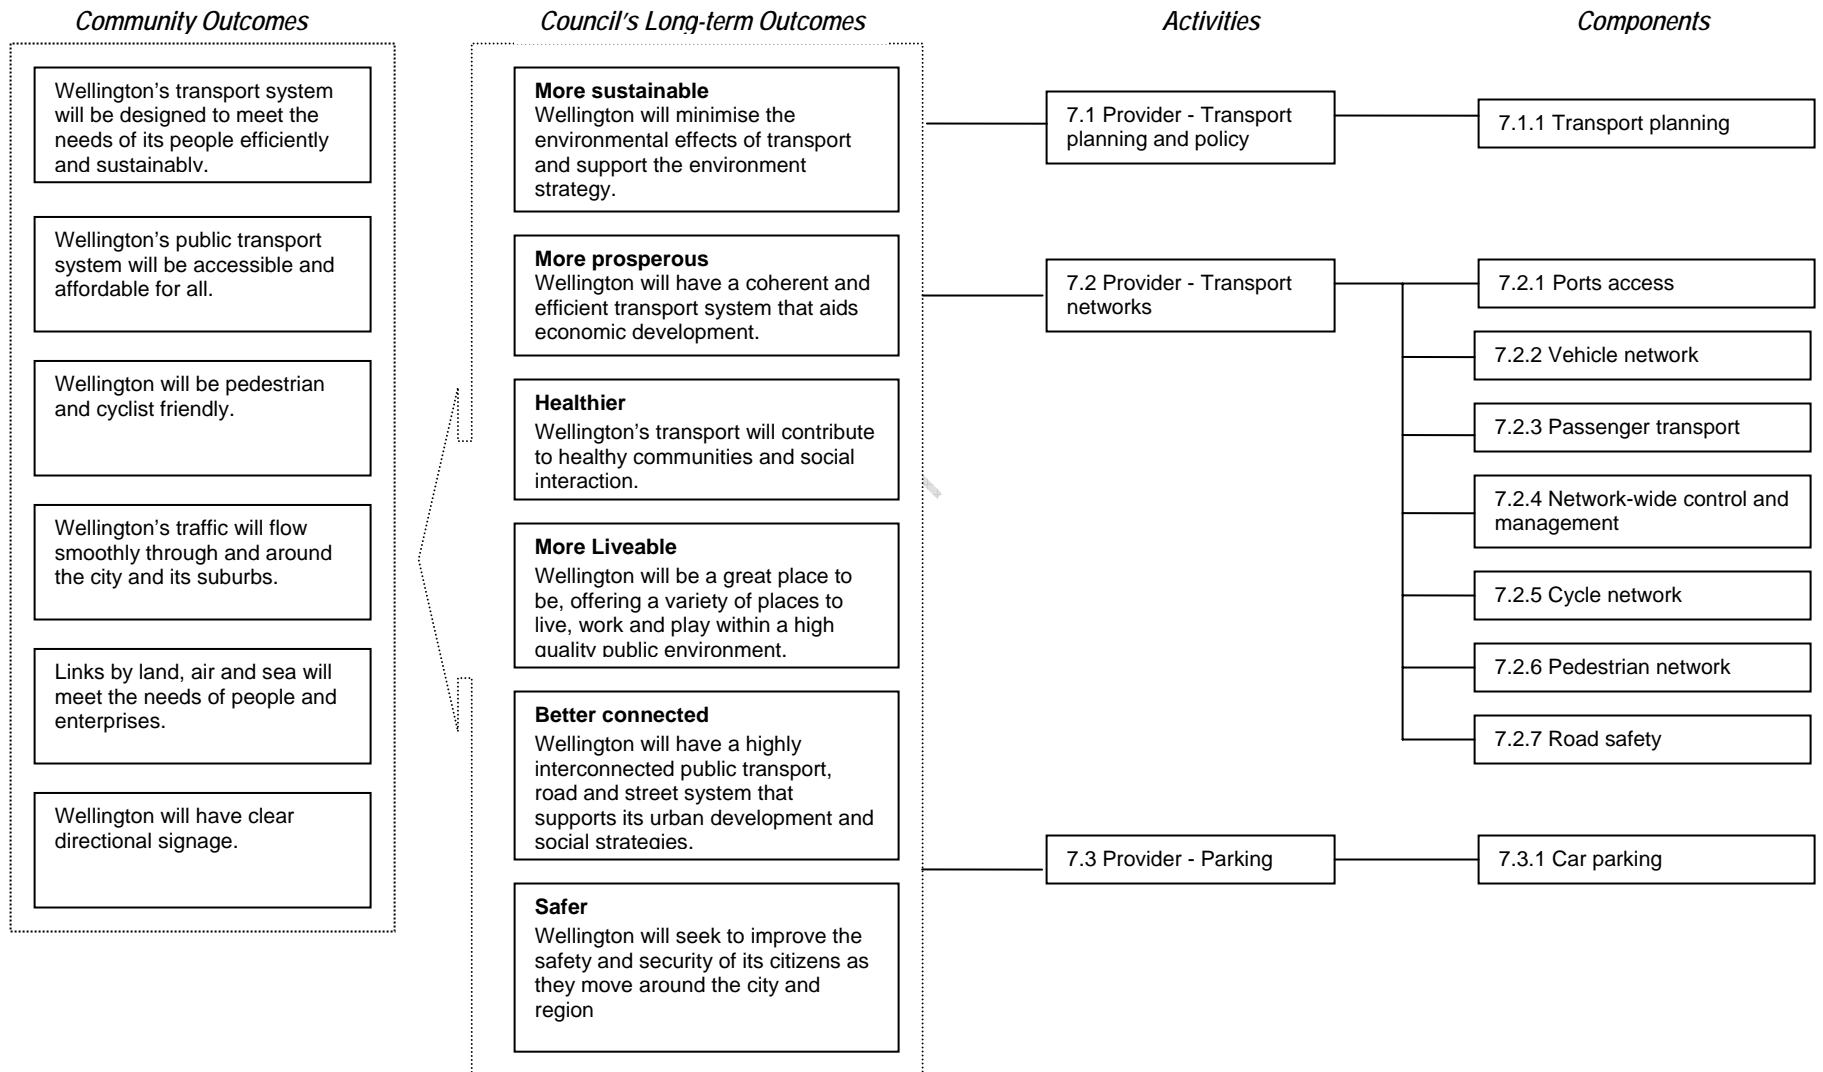 Community Outcomes
Council's Long-term Outcomes
Activities
Components
Wellington's transport system
will be designed to meet the
needs of its people efficiently
and sustainably.
Wellington's public transport
system will be accessible and
affordable for all.
Wellington will be pedestrian
and cyclist friendly.
Wellington's traffic will flow
smoothly through and around
the city and its suburbs.
Links by land, air and sea will
meet the needs of people and
enterprises.
Wellington will have clear
directional signage.
More sustainable
Wellington will minimise the
environmental effects of transport
and support the environment
strategy.
More prosperous
Wellington will have a coherent and
efficient transport system that aids
economic development.
Healthier
Wellington's transport will contribute
to healthy communities and social
interaction.
More Liveable
Wellington will be a great place to
be, offering a variety of places to
live, work and play within a high
quality public environment.
Better connected
Wellington will have a highly
interconnected public transport,
road and street system that
supports its urban development and
social strategies.
Safer
Wellington will seek to improve the
safety and security of its citizens as
they move around the city and
region
7.1 Provider - Transport
planning and policy
7.2 Provider - Transport
networks
7.3 Provider - Parking
7.1.1 Transport planning
7.2.1 Ports access
7.2.2 Vehicle network
7.2.3 Passenger transport
7.2.4 Network-wide control and
management
7.2.5 Cycle network
7.2.6 Pedestrian network
7.2.7 Road safety
7.3.1 Car parking